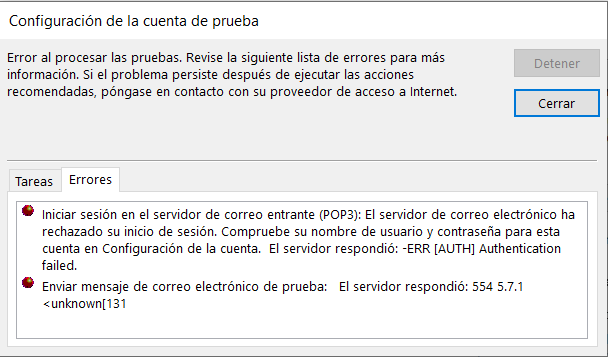 Configuración de la cuenta de prueba
Error al procesar las pruebas. Revise la siguiente lista de errores para más
información. Si el problema persiste después de ejecutar las acciones
recomendadas, póngase en contacto con su proveedor de acceso a Internet.
Detener
Cerrar
Tareas
Errores
Iniciar sesión en el servidor de correo entrante (POP3): El servidor de correo electrónico ha
rechazado su inicio de sesión. Compruebe su nombre de usuario y contraseña para esta
cuenta en Configuración de la cuenta.  El servidor respondió: -ERR [AUTH] Authentication
failed.
Enviar mensaje de correo electrónico de prueba:   El servidor respondió: 554 5.7.1
<unknown[131